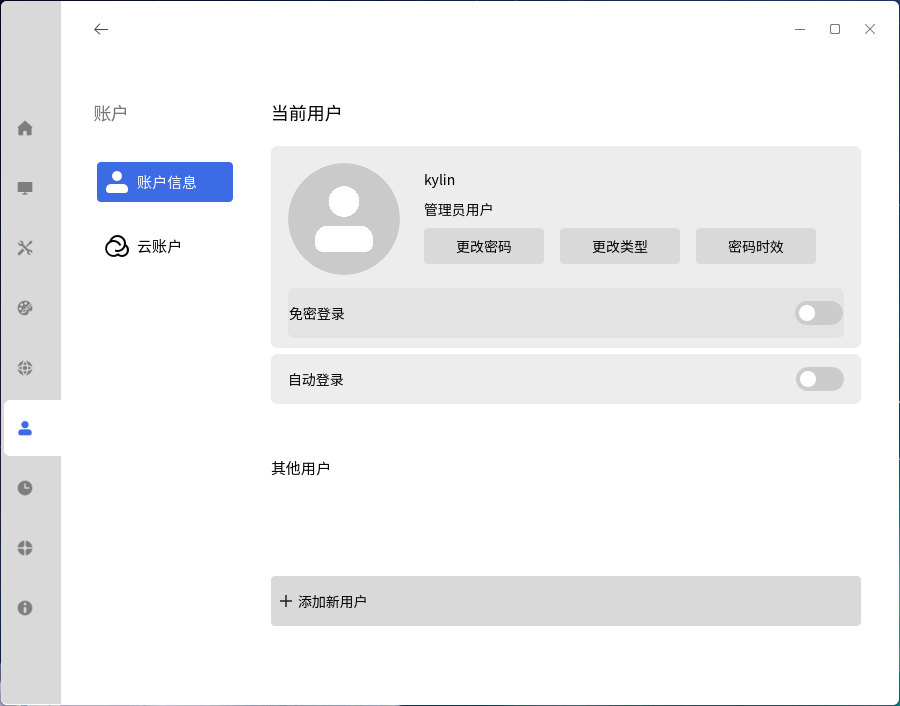 账户
账户信息
云账户
当前用户
kylin
管理员用户
更改密码 更改类型 密码时效
免密登录
自动登录
其他用户
添加新用户